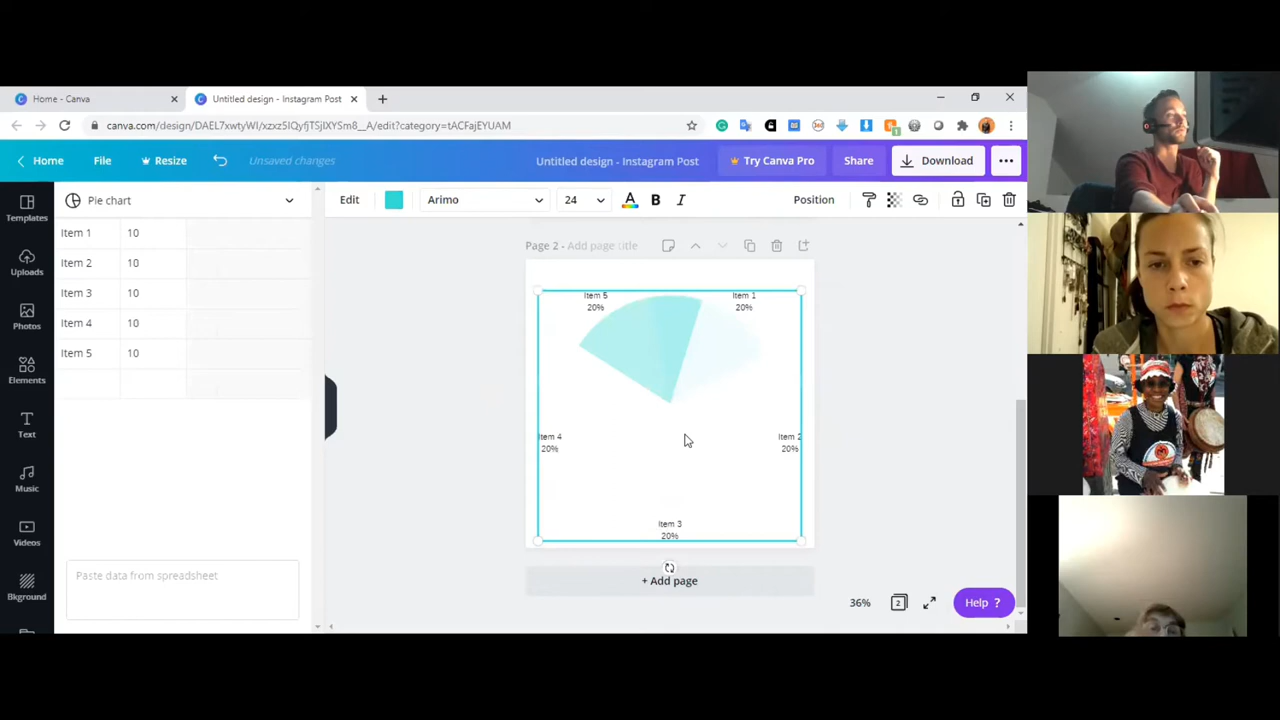 Home - Canva
Untitled design - Instagram Post
canva.com/design/DAEL7xwtyWI/xzxz5IQyfjTSjIXYSm8__A/edit?category=tACFajEYUAM
Home
File
Resize
Unsaved changes
Untitled design - Instagram Post
Try Canva Pro
Share
Download
Templates
Uploads
Photos
Elements
Text
Music
Videos
Bkground
Pie chart
Item 1 10
Item 2 10
Item 3 10
Item 4 10
Item 5 10
Paste data from spreadsheet
Edit
Arimo
24
A
B
I
Position
Page 2 - Add page title
Item 5
20%
Item 1
20%
Item 4
20%
Item 2
20%
Item 3
20%
+ Add page
36%
2
Help ?